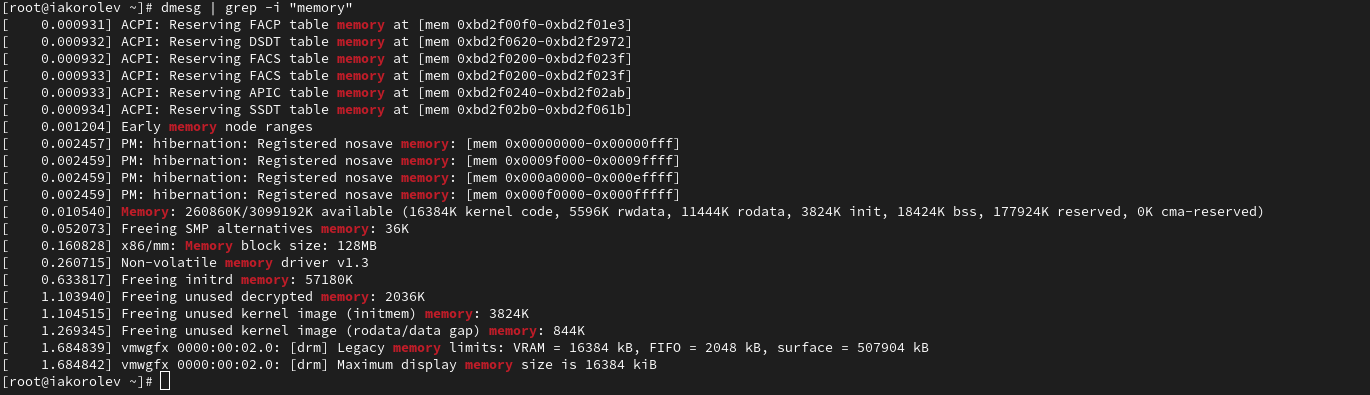 [root@iakorolev ~]# dmesg | grep -i "memory"
[    0.000931] ACPI: Reserving FACP table memory at [mem 0xbd2f00f0-0xbd2f01e3]
[    0.000932] ACPI: Reserving DSDT table memory at [mem 0xbd2f0620-0xbd2f2972]
[    0.000932] ACPI: Reserving FACS table memory at [mem 0xbd2f0200-0xbd2f023f]
[    0.000933] ACPI: Reserving FACS table memory at [mem 0xbd2f0200-0xbd2f023f]
[    0.000933] ACPI: Reserving APIC table memory at [mem 0xbd2f0240-0xbd2f02ab]
[    0.000934] ACPI: Reserving SSDT table memory at [mem 0xbd2f02b0-0xbd2f061b]
[    0.001204] Early memory node ranges
[    0.002457] PM: hibernation: Registered nosave memory: [mem 0x00000000-0x00000fff]
[    0.002459] PM: hibernation: Registered nosave memory: [mem 0x0009f000-0x0009ffff]
[    0.002459] PM: hibernation: Registered nosave memory: [mem 0x000a0000-0x000effff]
[    0.002459] PM: hibernation: Registered nosave memory: [mem 0x000f0000-0x000fffff]
[    0.010540] Memory: 260860K/3099192K available (16384K kernel code, 5596K rwdata, 11444K rodata, 3824K init, 18424K bss, 177924K reserved, 0K cma-reserved)
[    0.052073] Freeing SMP alternatives memory: 36K
[    0.160828] x86/mm: Memory block size: 128MB
[    0.260715] Non-volatile memory driver v1.3
[    0.633817] Freeing initrd memory: 57180K
[    1.103940] Freeing unused decrypted memory: 2036K
[    1.104515] Freeing unused kernel image (initmem) memory: 3824K
[    1.269345] Freeing unused kernel image (rodata/data gap) memory: 844K
[    1.684839] vmwgfx 0000:00:02.0: [drm] Legacy memory limits: VRAM = 16384 kB, FIFO = 2048 kB, surface = 507904 kB
[    1.684842] vmwgfx 0000:00:02.0: [drm] Maximum display memory size is 16384 kiB
[root@iakorolev ~]#